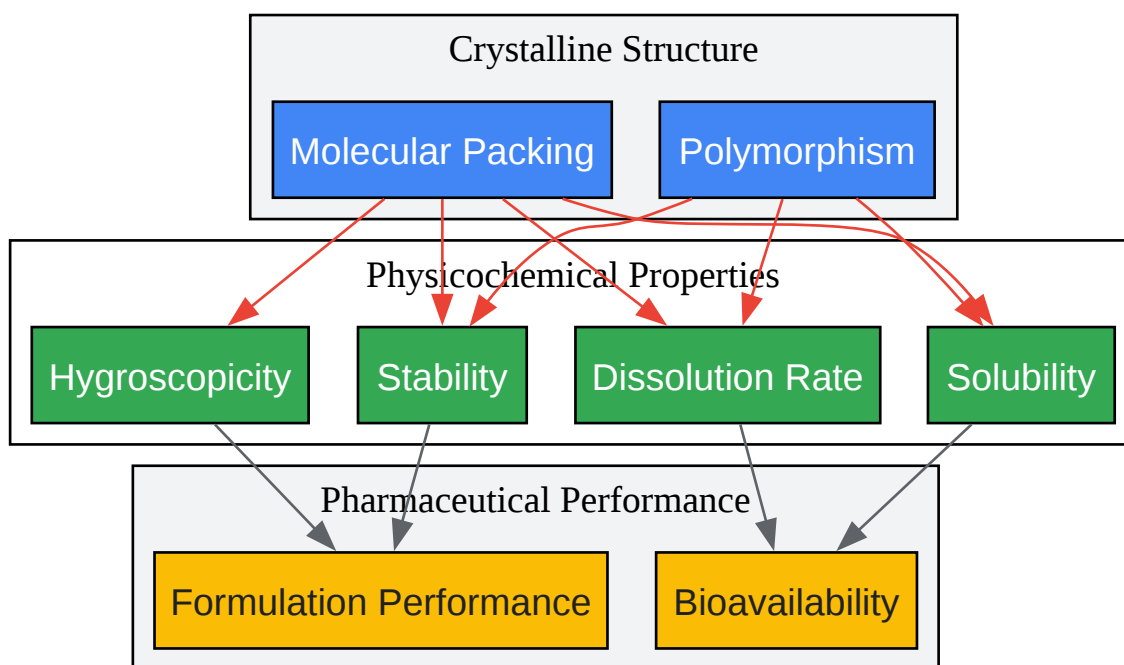 Crystalline Structure
Molecular Packing
Polymorphism
Physicochemical Properties
Hygroscopicity
Stability
Dissolution Rate
Solubility
Pharmaceutical Performance
Formulation Performance
Bioavailability